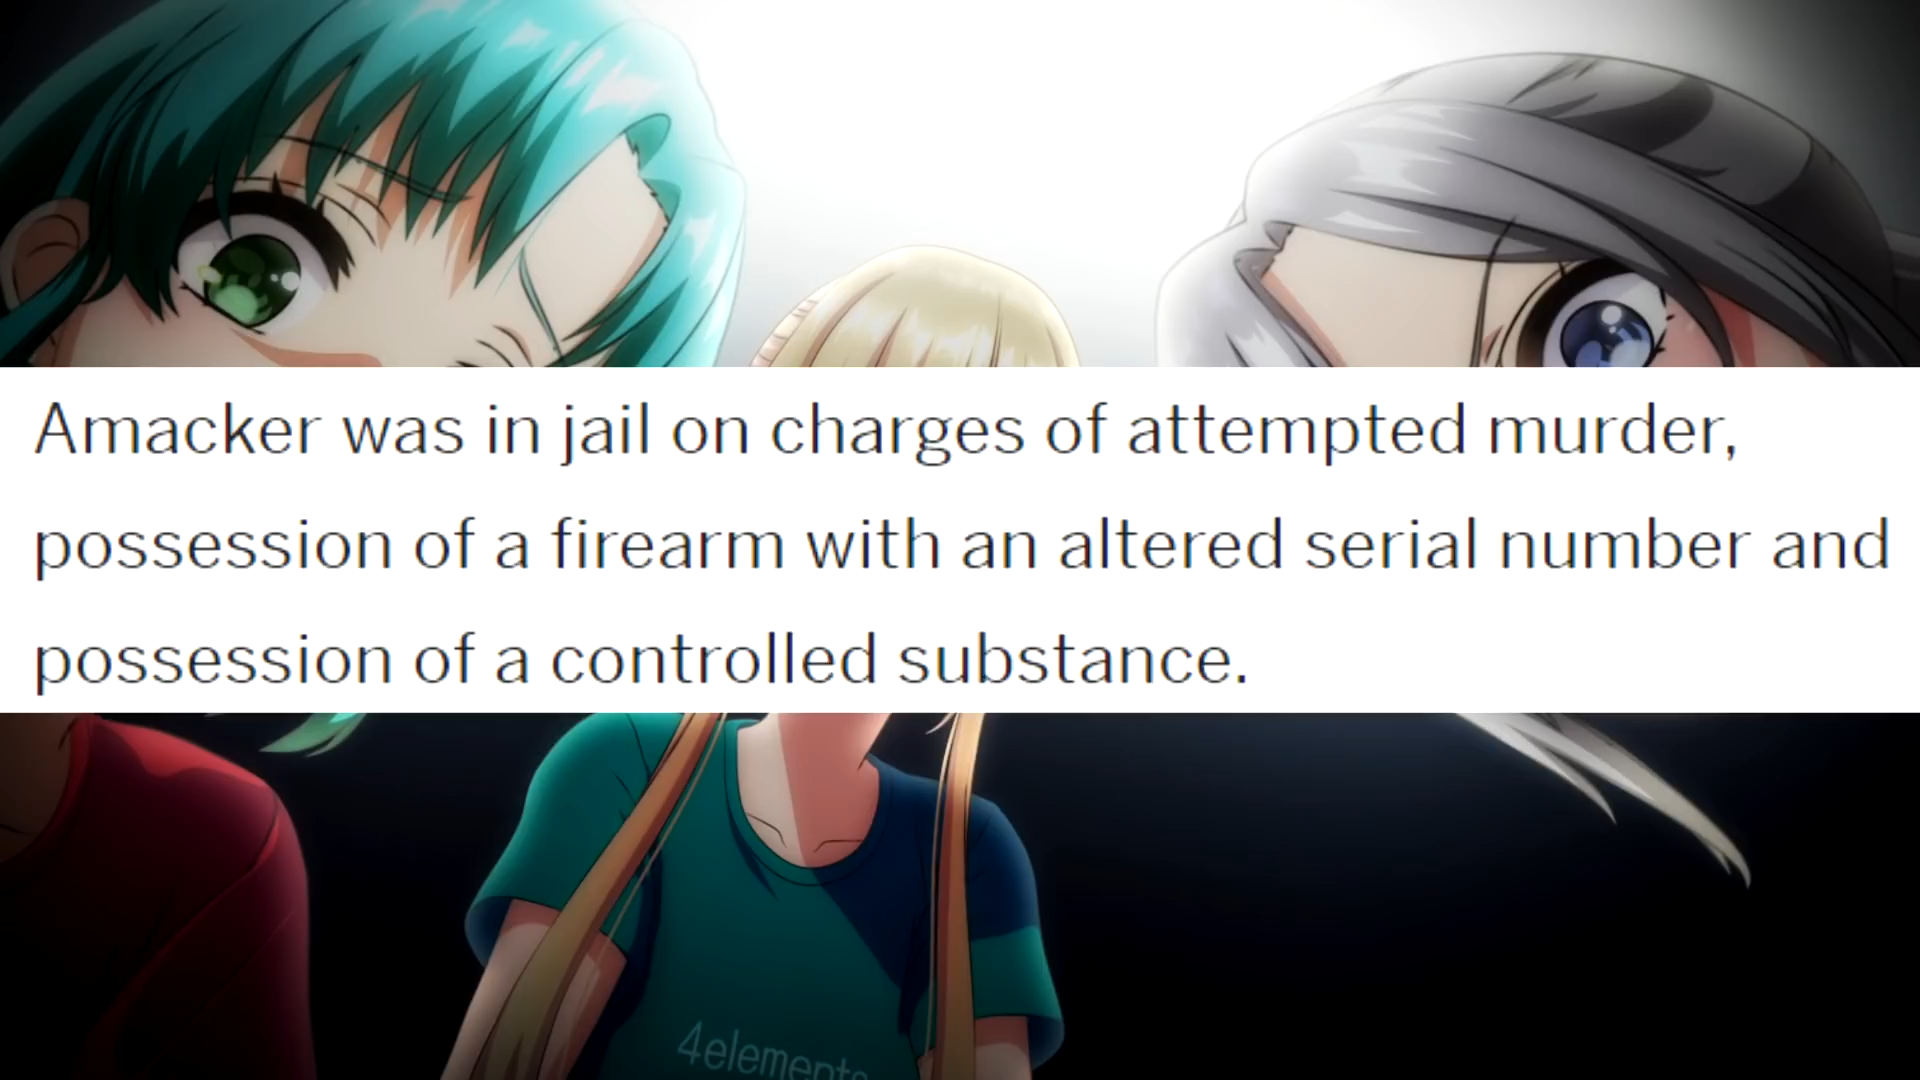 Amacker was in jail on charges of attempted murder,
possession of a firearm with an altered serial number and
possession of a controlled substance.
4elements